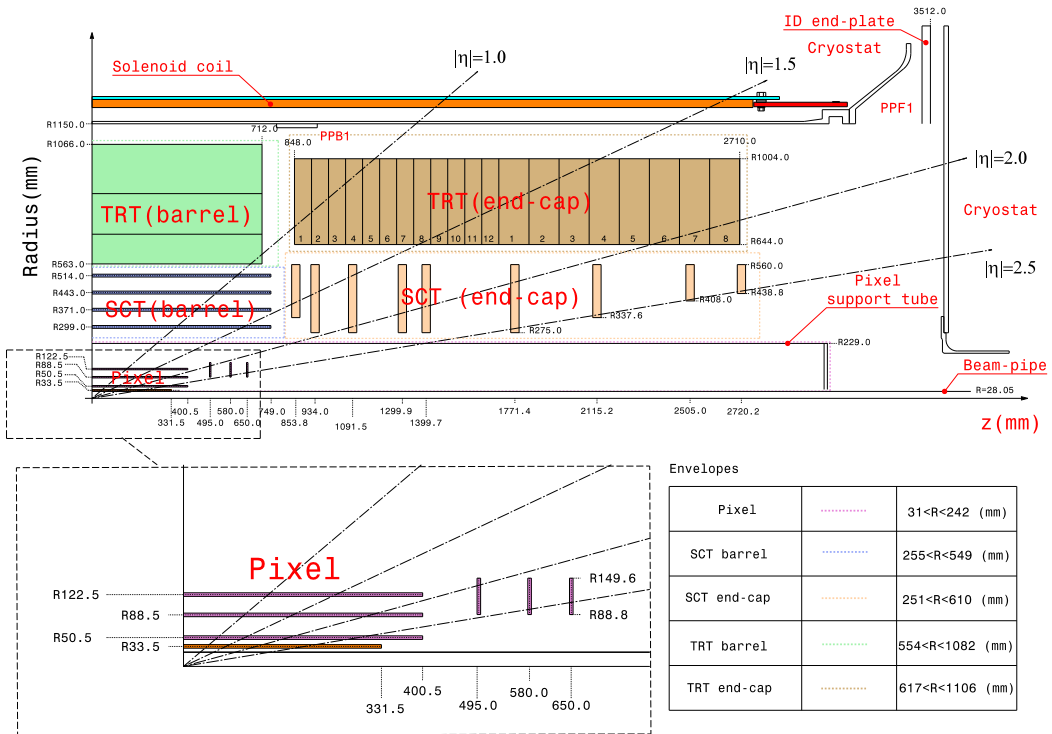 3512.0
ID end-plate
Cryostat
|η|=1.0
|η|=1.5
Solenoid coil
PPF1
R1150.0
712.0
PPB1
848.0
2710.0
R1066.0
R1004.0
|η|=2.0
Radius(mm)
TRT(barrel)
TRT(end-cap)
Cryostat
1 2 3 4 5 6 7 8 9 10 11 12 1 2 3 4 5 6 7 8
R644.0
R563.0
R514.0
R443.0
R371.0
R299.0
SCT(barrel)
SCT (end-cap)
R560.0
R438.8
R408.0
R337.6
R275.0
|η|=2.5
Pixel
support tube
R229.0
R122.5
R88.5
R50.5
R33.5
Pixel
Beam-pipe
R=28.05
400.5
331.5
495.0
580.0
650.0
749.0
853.8
934.0
1091.5
1299.9
1399.7
1771.4
2115.2
2505.0
2720.2
z(mm)
Pixel
R122.5
R88.5
R50.5
R33.5
R149.6
R88.8
400.5
331.5
495.0
580.0
650.0
Envelopes
Pixel 31<R<242 (mm)
SCT barrel 255<R<549 (mm)
SCT end-cap 251<R<610 (mm)
TRT barrel 554<R<1082 (mm)
TRT end-cap 617<R<1106 (mm)